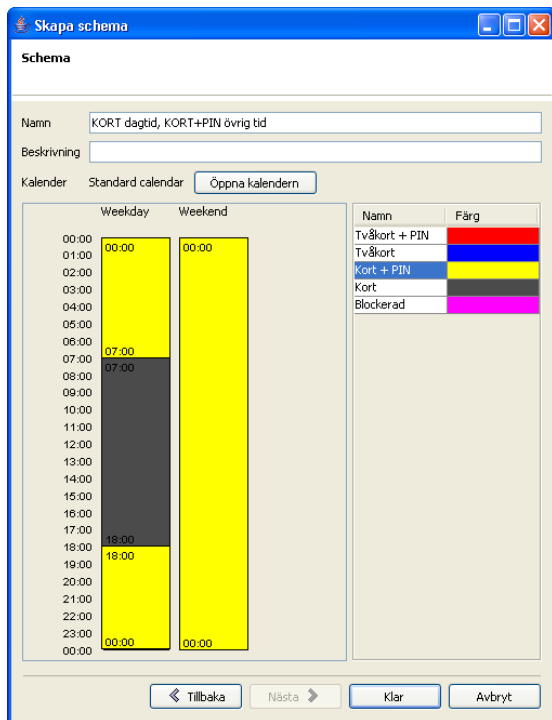 Skapa schema
Schema
Namn KORT dagtid, KORT+PIN övrig tid
Beskrivning
Kalender Standard calendar Öppna kalendern
Weekday Weekend
00:00
01:00
02:00
03:00
04:00
05:00
06:00
07:00
08:00
09:00
10:00
11:00
12:00
13:00
14:00
15:00
16:00
17:00
18:00
19:00
20:00
21:00
22:00
23:00
00:00
00:00
07:00
07:00
18:00
18:00
00:00
00:00
00:00
Namn Färg
Tvåkort + PIN
Tvåkort
Kort + PIN
Kort
Blockerad
Tillbaka Nästa Klar Avbryt